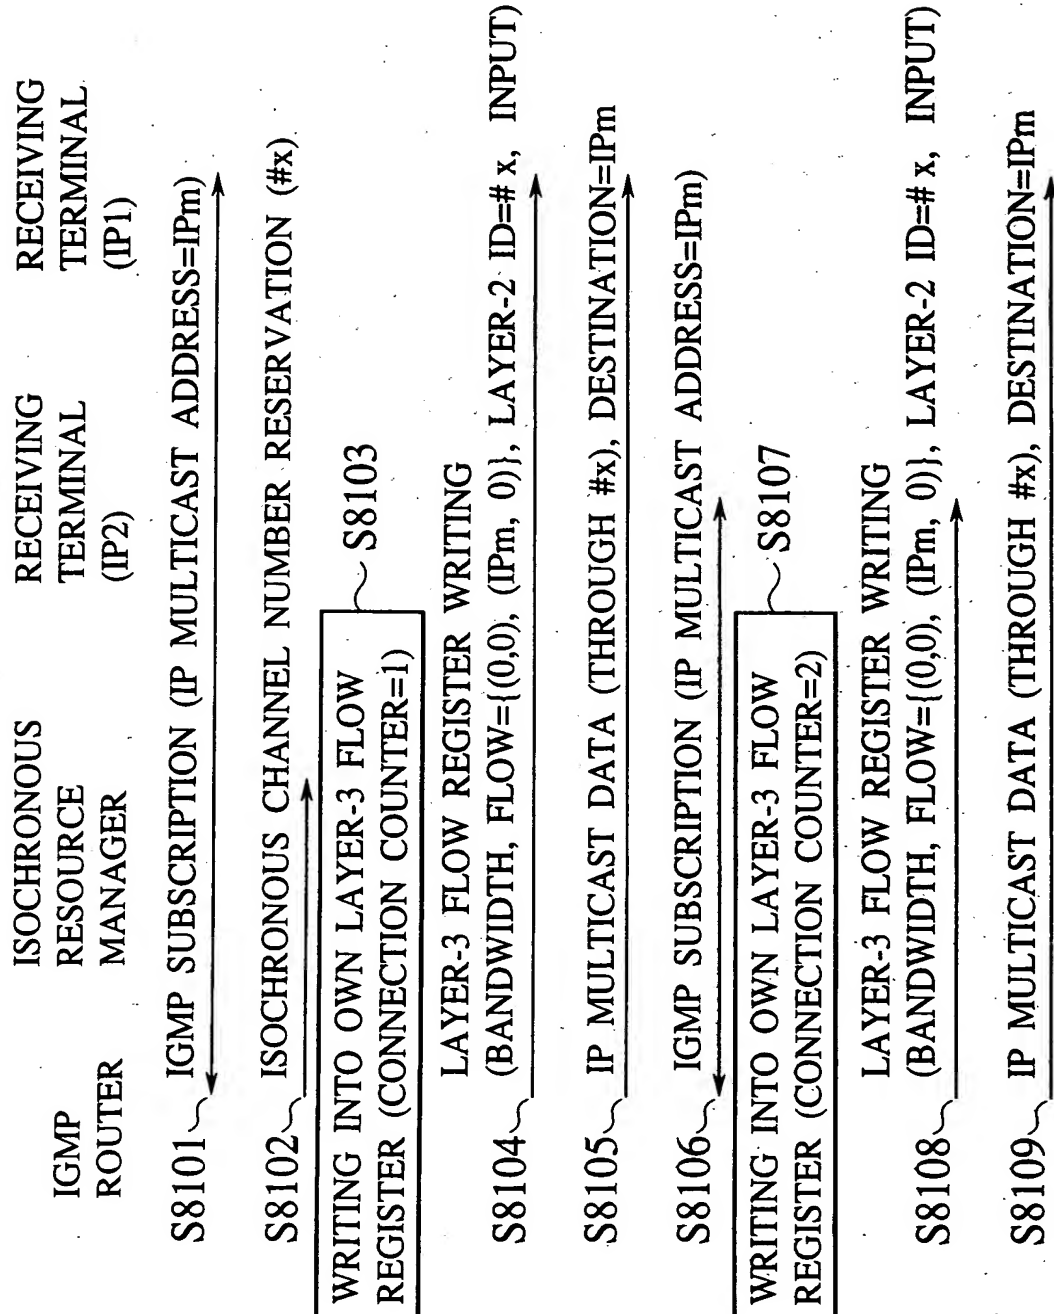 IGMP
ROUTER
ISOCHRONOUS
RESOURCE
MANAGER
RECEIVING
TERMINAL
(IP2)
RECEIVING
TERMINAL
(IP1)
S8101
IGMP SUBSCRIPTION (IP MULTICAST ADDRESS=IPm)
S8102
ISOCHRONOUS CHANNEL NUMBER RESERVATION (#x)
WRITING INTO OWN LAYER-3 FLOW
REGISTER (CONNECTION COUNTER=1)
S8103
LAYER-3 FLOW REGISTER WRITING
(BANDWIDTH, FLOW={(0,0), (IPm, 0)}, LAYER-2 ID=# x, INPUT)
S8104
IP MULTICAST DATA (THROUGH #x), DESTINATION=IPm
S8105
IGMP SUBSCRIPTION (IP MULTICAST ADDRESS=IPm)
S8106
WRITING INTO OWN LAYER-3 FLOW
REGISTER (CONNECTION COUNTER=2)
S8107
LAYER-3 FLOW REGISTER WRITING
(BANDWIDTH, FLOW={(0,0), (IPm, 0)}, LAYER-2 ID=# x, INPUT)
S8108
IP MULTICAST DATA (THROUGH #x), DESTINATION=IPm
S8109